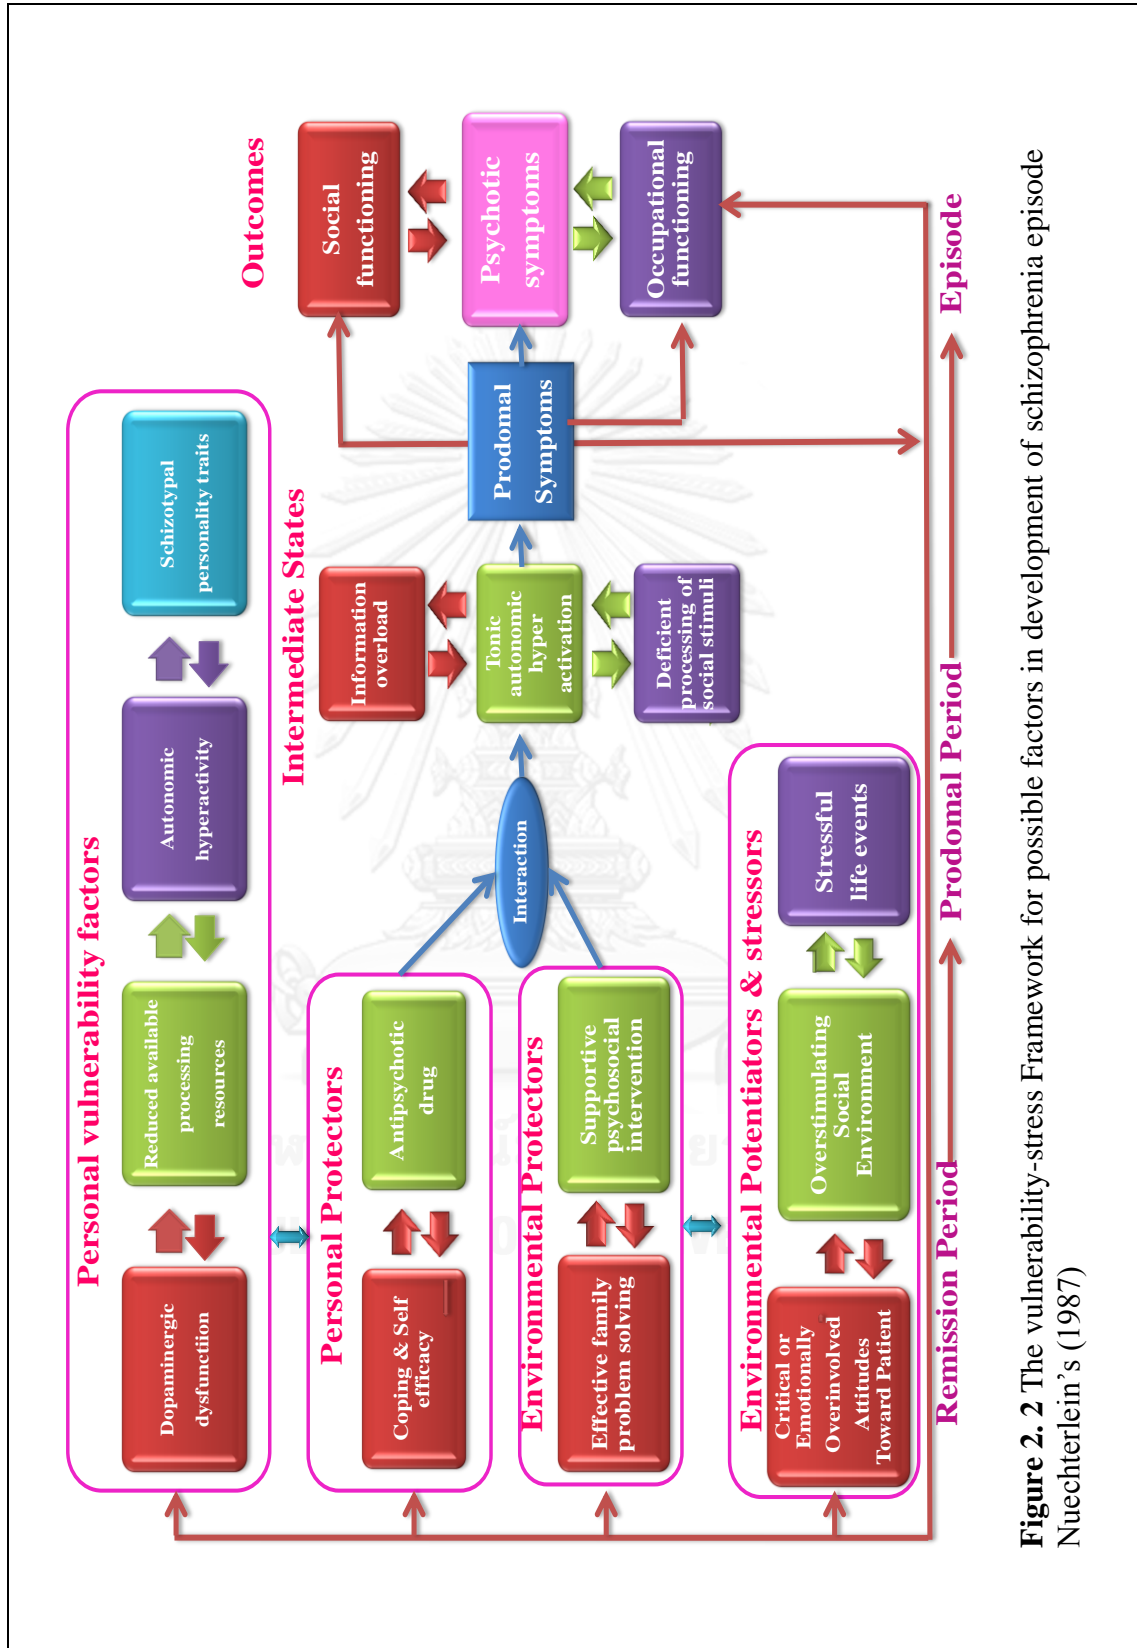 Personal vulnerability factors
Dopaminergic
dysfunctiion
Reduced available
processing
resources
Autonomic
hyperactivity
Schizotypal
personality traits
Personal Protectors
Coping & Self
efficacy
Antipsychotic
drug
Environmental Protectors
Effective family
problem solving
Supportive
psychosocial
intervention
Environmental Potentiators & stressors
Critical or
Emotionally
Overinvolved
Attitudes
Toward Patient
Overstimulating
Social
Environment
Stressful
life events
Interaction
Intermediate States
Information
overload
Tonic
autonomic
hyper
activation
Deficient
processing of
social stimuli
Prodomal
Symptoms
Outcomes
Social
functioning
Psychotic
symptoms
Occupational
functioning
Remission Period
Prodomal Period
Episode
Figure 2. 2 The vulnerability-stress Framework for possible factors in development of schizophrenia episode
Nuechterlein's (1987)